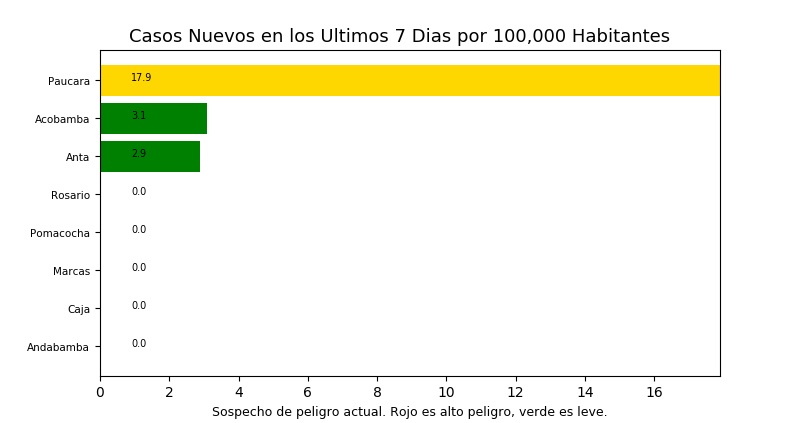 Casos Nuevos en los Ultimos 7 Dias por 100,000 Habitantes
Paucara 17.9
Acobamba 3.1
Anta 2.9
Rosario 0.0
Pomacocha 0.0
Marcas 0.0
Caja 0.0
Andabamba 0.0
0 2 4 6 8 10 12 14 16
Sospecho de peligro actual. Rojo es alto peligro, verde es leve.